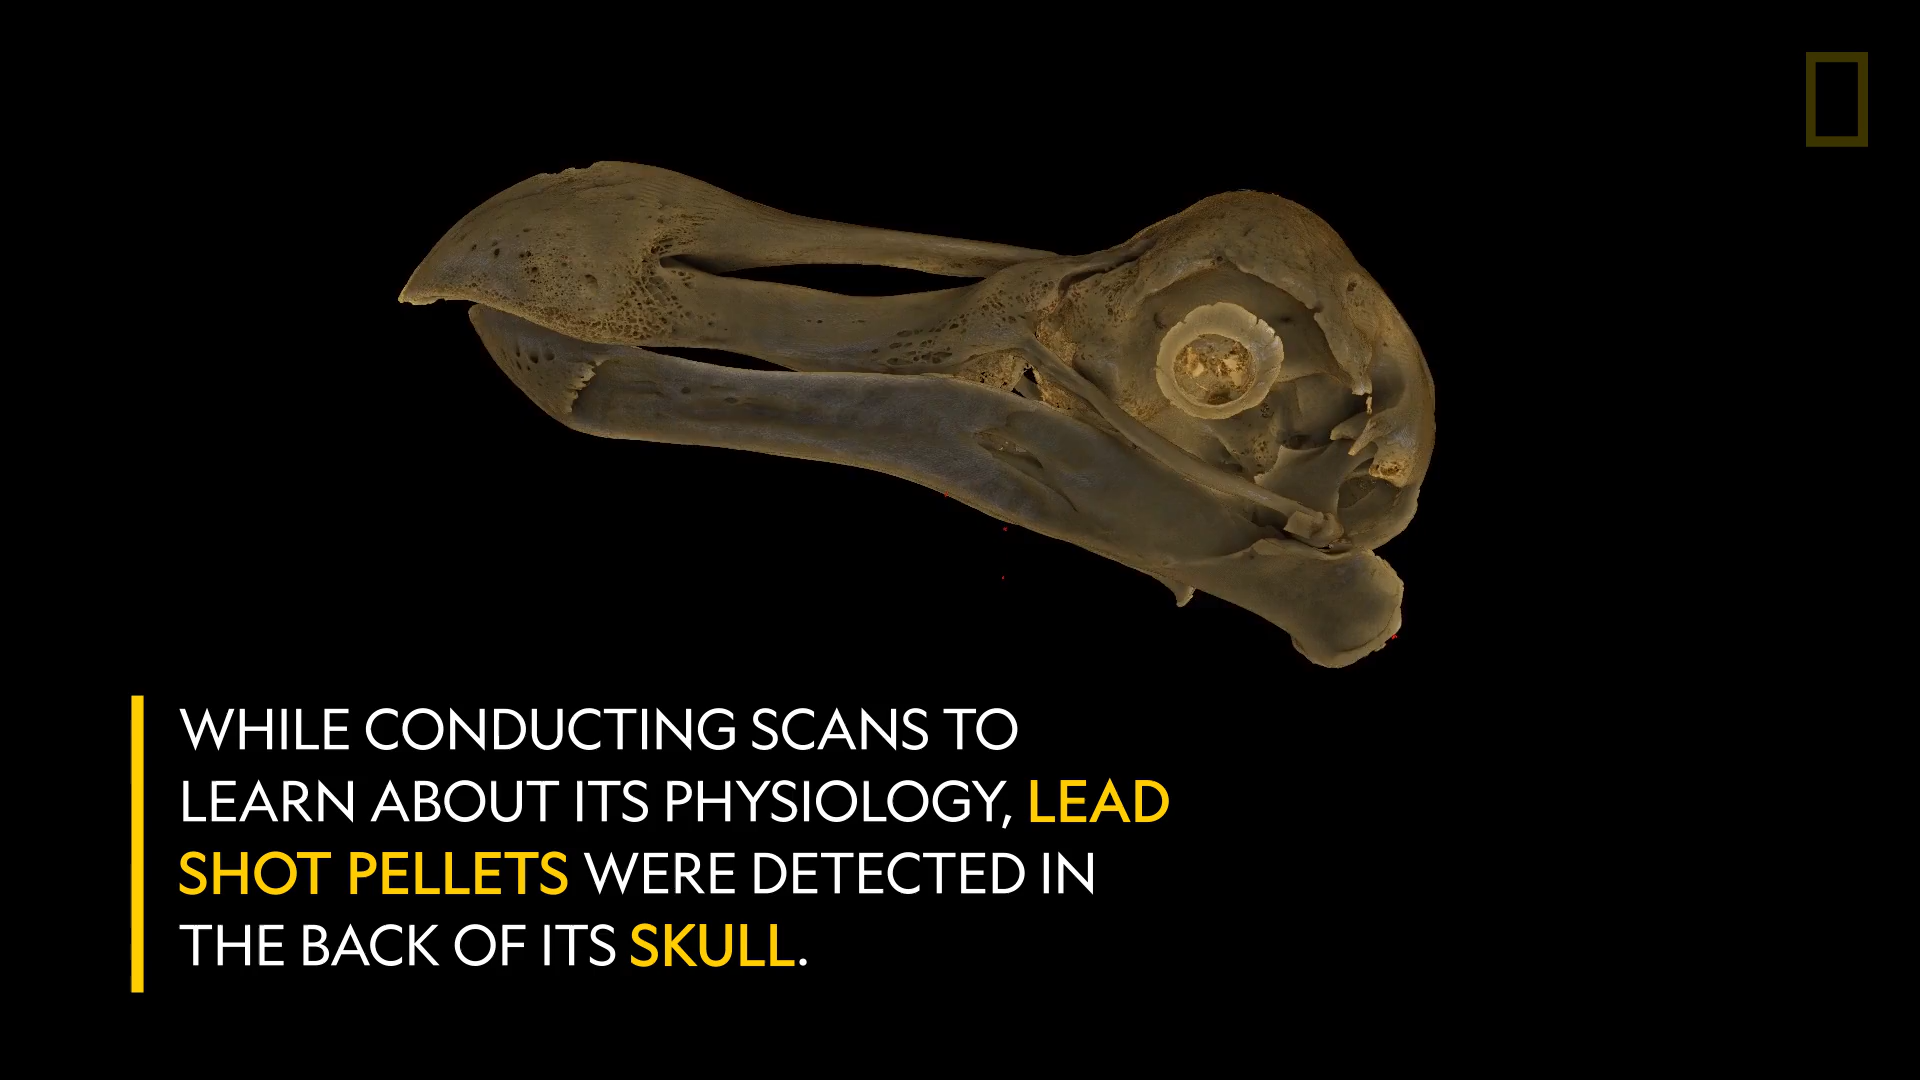 WHILE CONDUCTING SCANS TO
LEARN ABOUT ITS PHYSIOLOGY, LEAD
SHOT PELLETS WERE DETECTED IN
THE BACK OF ITS SKULL.